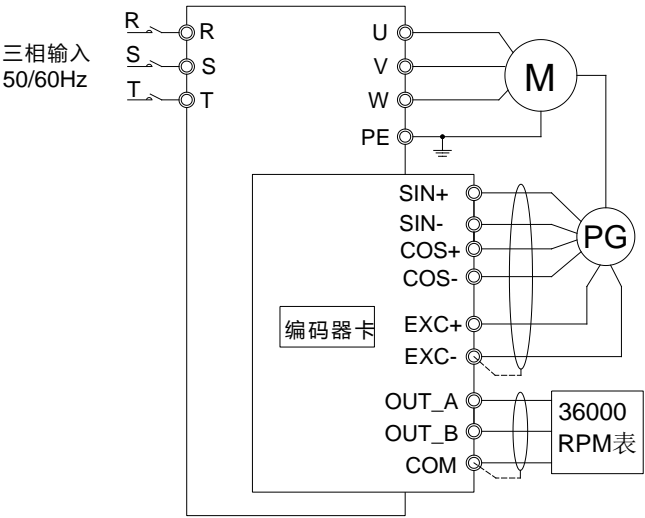 三相输入
50/60Hz
R
S
T
R
S
T
U
V
W
PE
M
SIN+
SIN-
COS+
COS-
EXC+
EXC-
PG
编码器卡
OUT_A
OUT_B
COM
36000
RPM表